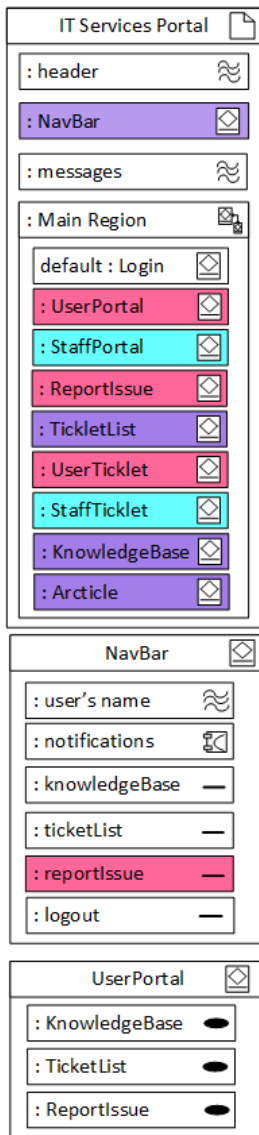 IT Services Portal
: header
: NavBar
: messages
: Main Region
default : Login
: UserPortal
: StaffPortal
: ReportIssue
: TickletList
: UserTicklet
: StaffTicklet
: KnowledgeBase
: Arcticle
NavBar
: user's name
: notifications
: knowledgeBase
: ticketList
: reportIssue
: logout
UserPortal
: KnowledgeBase
: TicketList
: ReportIssue